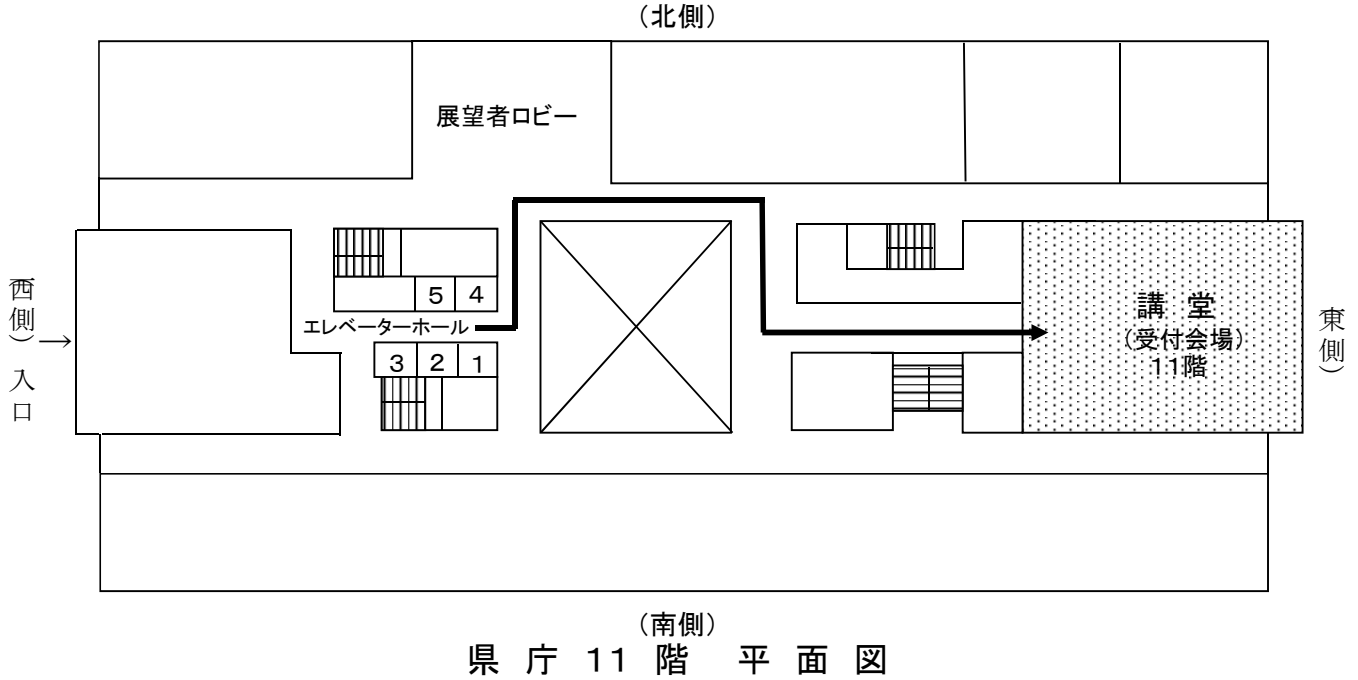 (北側)
展望者ロビー
5 4
エレベーターホール
3 2 1
西側)入口
→
講 堂
(受付会場)
11階
東側)
(南側)
県 庁 11 階 平 面 図